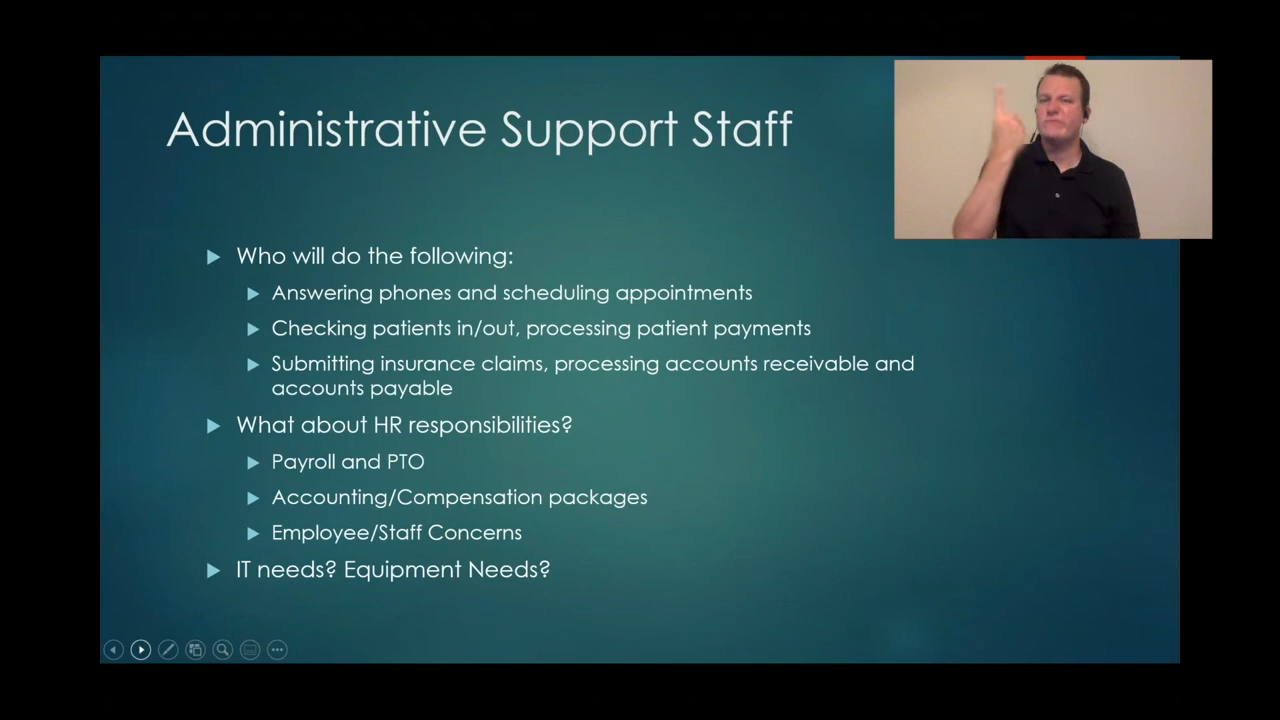 Administrative Support Staff
Who will do the following:
Answering phones and scheduling appointments
Checking patients in/out, processing patient payments
Submitting insurance claims, processing accounts receivable and
accounts payable
What about HR responsibilities?
Payroll and PTO
Accounting/Compensation packages
Employee/Staff Concerns
IT needs? Equipment Needs?